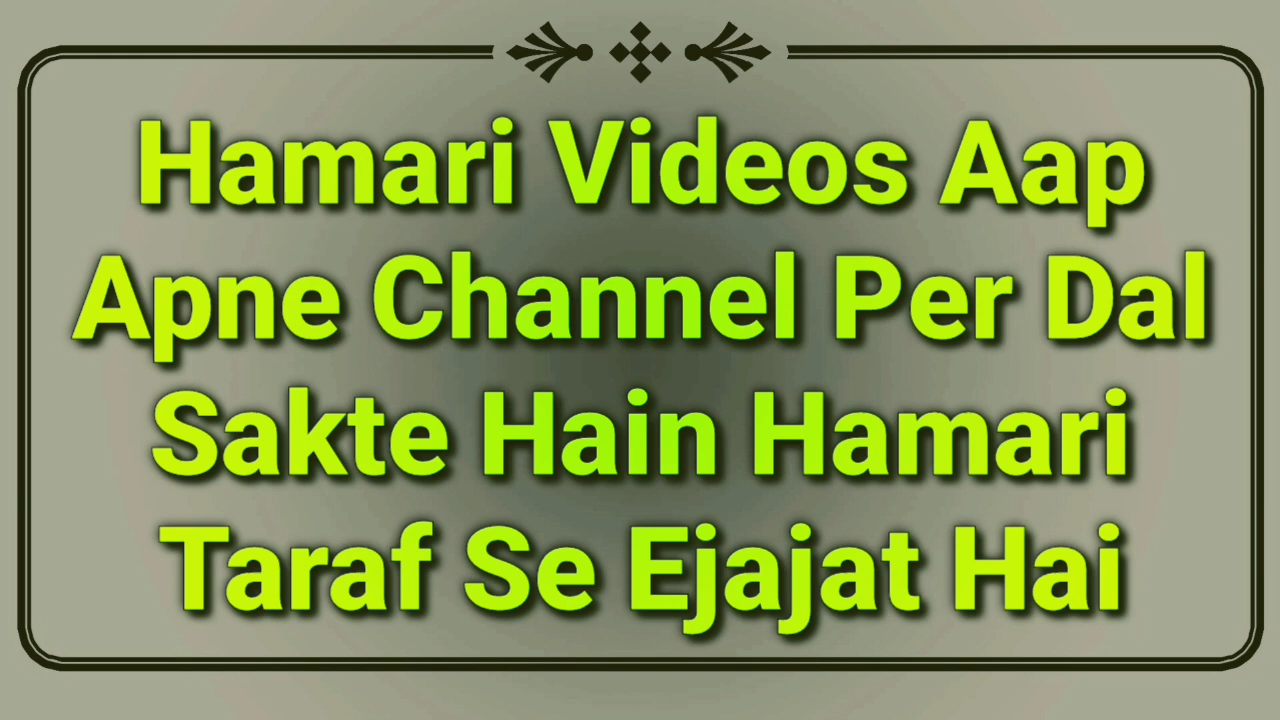 Hamari Videos Aap
Apne Channel Per Dal
Sakte Hain Hamari
Taraf Se Ejajat Hai